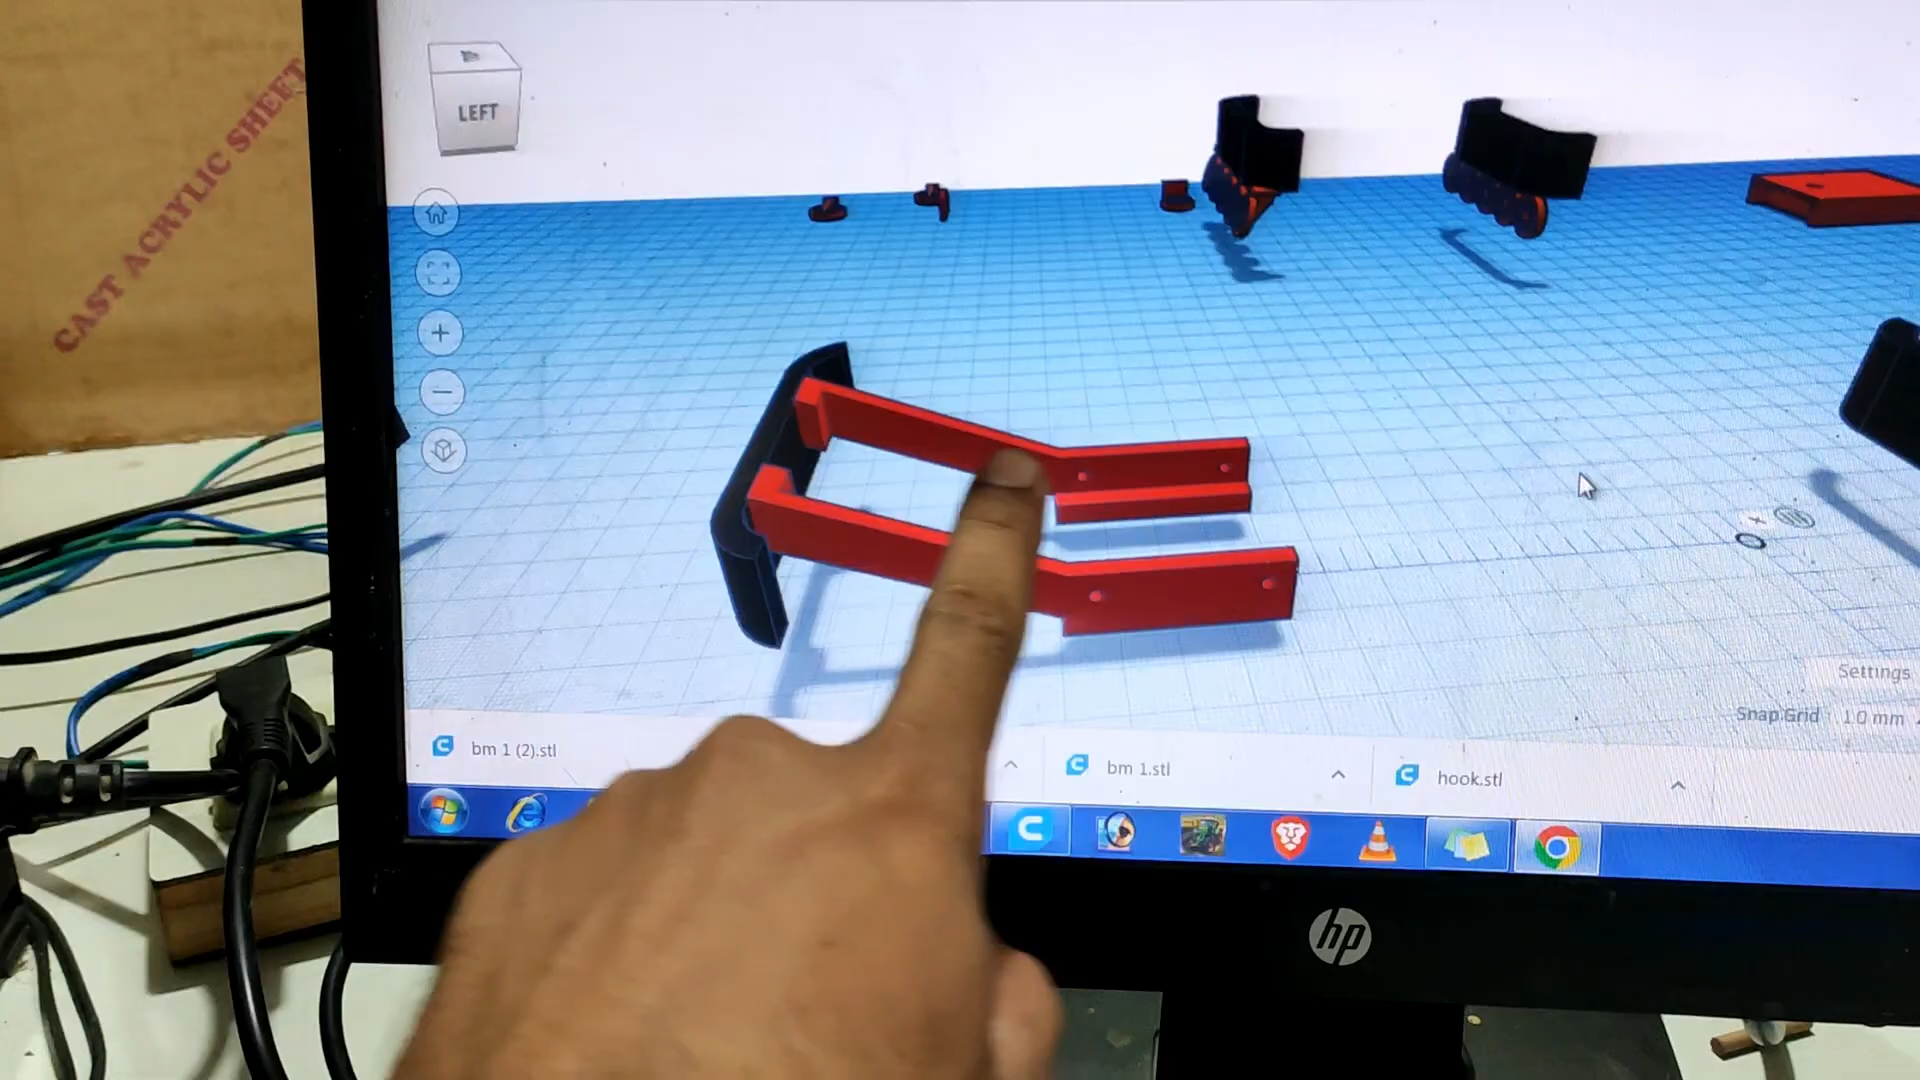 CAST ACRYLIC SHEET
LEFT
Settings
Snap Grid 1.0 mm
bm 1 (2).stl
bm 1.stl
hook.stl
hp